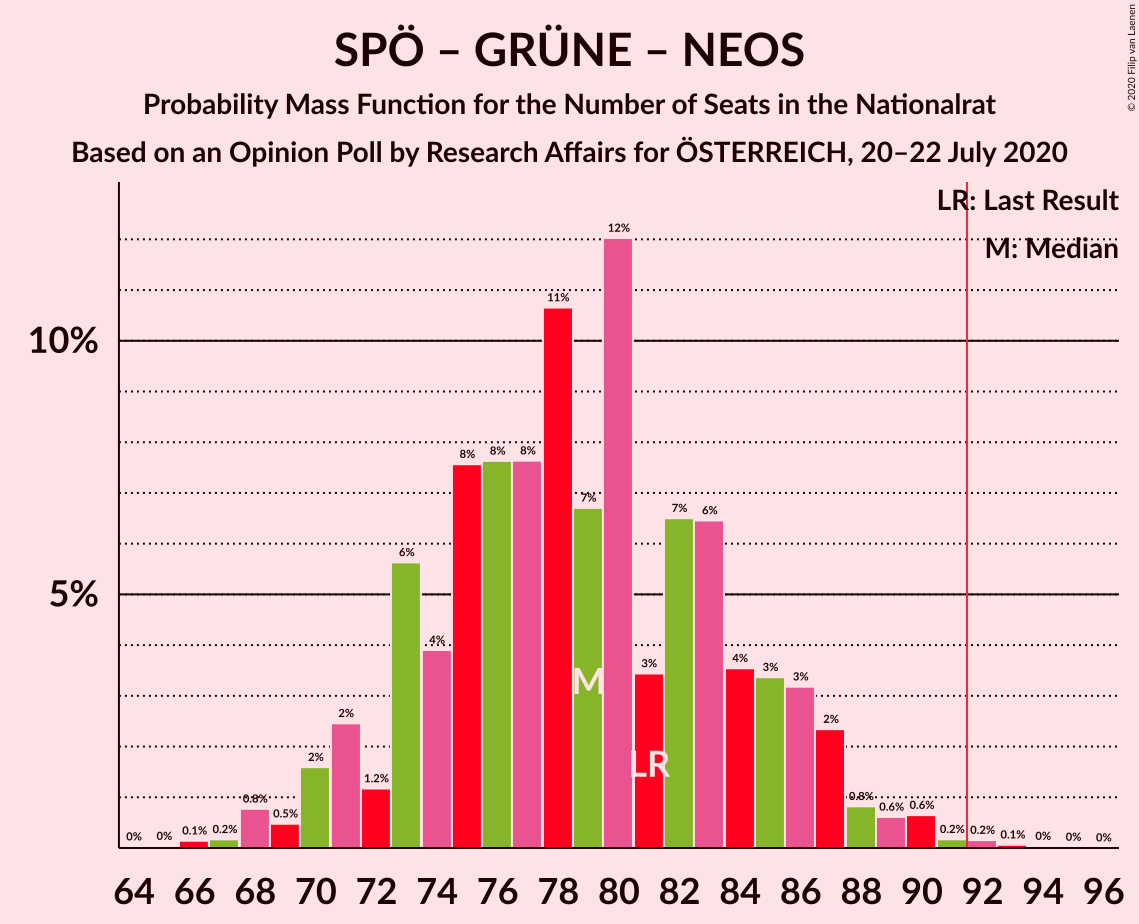 SPÖ – GRÜNE – NEOS
Probability Mass Function for the Number of Seats in the Nationalrat
Based on an Opinion Poll by Research Affairs for ÖSTERREICH, 20–22 July 2020
© 2020 Filip van Laenen
LR: Last Result
M: Median
10%
5%
0% 0% 0.1% 0.2% 0.8% 0.5% 2% 2% 1.2% 6% 4% 8% 8% 8% 11% 7% 12% 3% 7% 6% 4% 3% 3% 2% 0.8% 0.6% 0.6% 0.2% 0.2% 0.1% 0% 0% 0%
M
LR
64 66 68 70 72 74 76 78 80 82 84 86 88 90 92 94 96